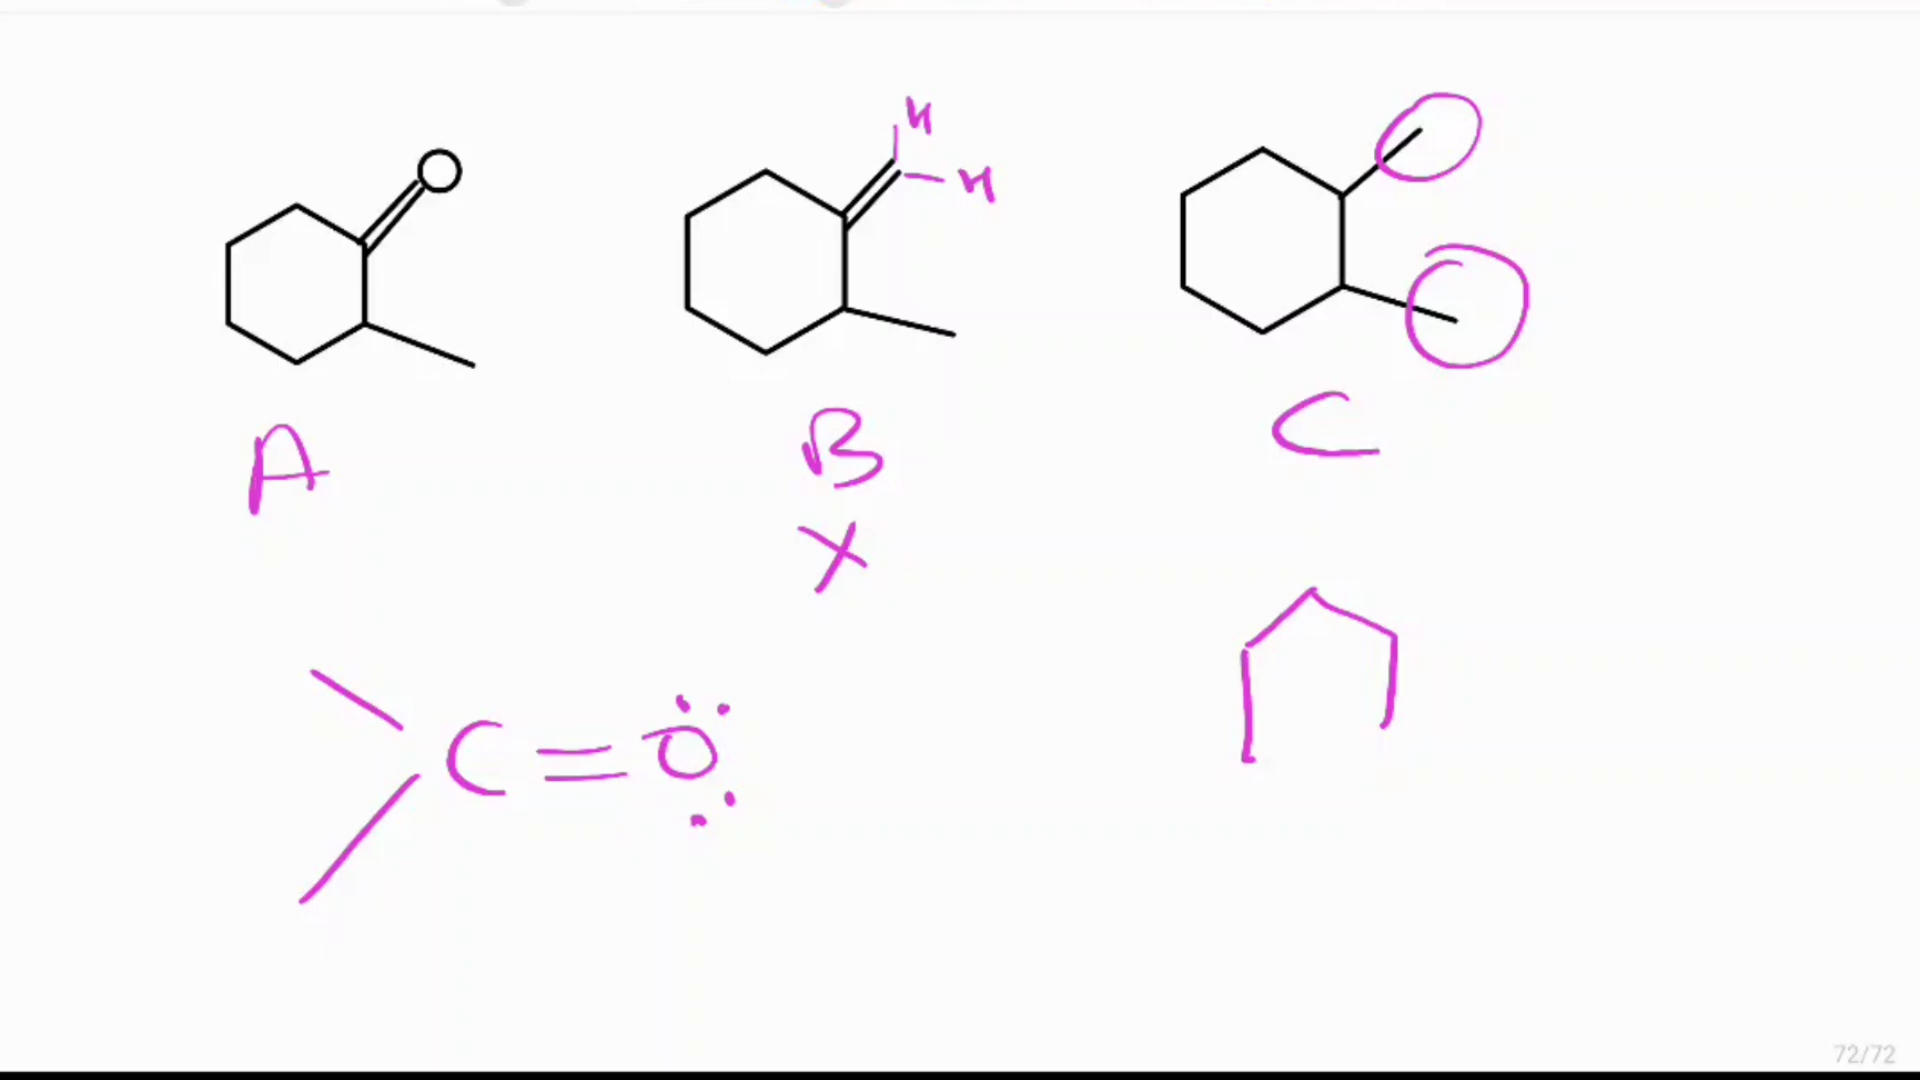 H
O H
A B C
X
C = O
72/72